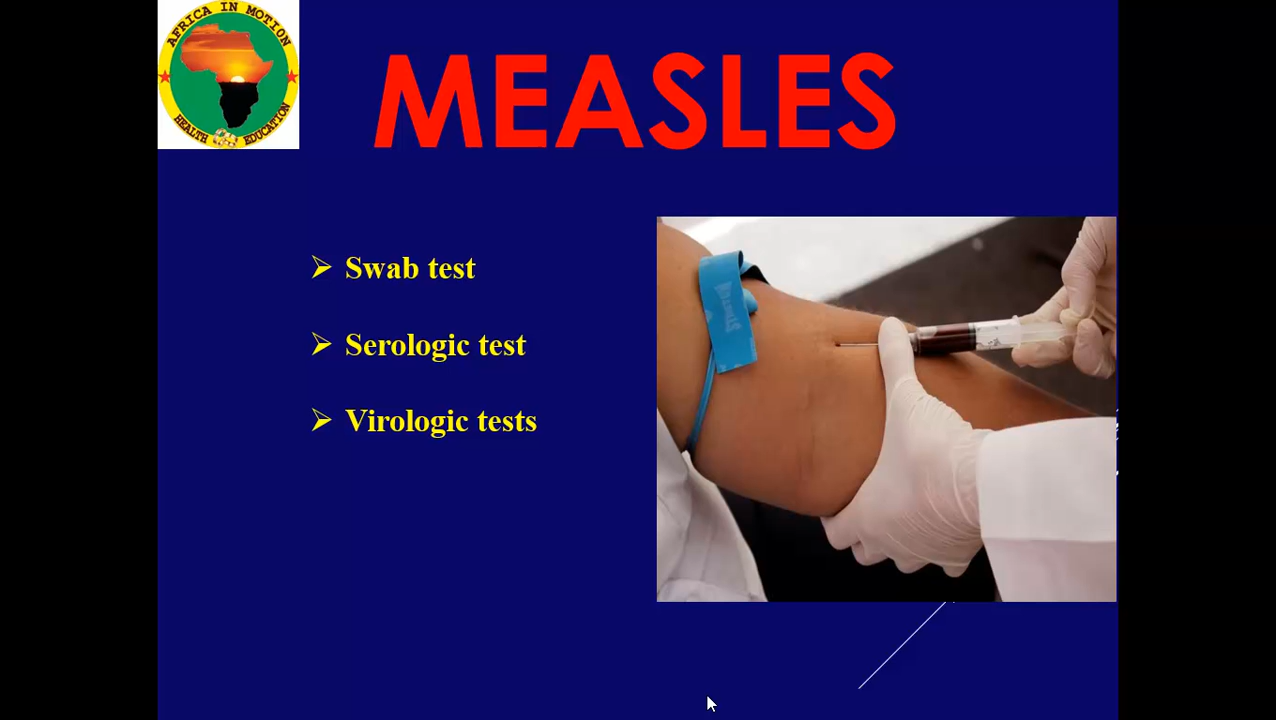 AFRICA IN MOTION
HEALTH EDUCATION
MEASLES
➢ Swab test
➢ Serologic test
➢ Virologic tests